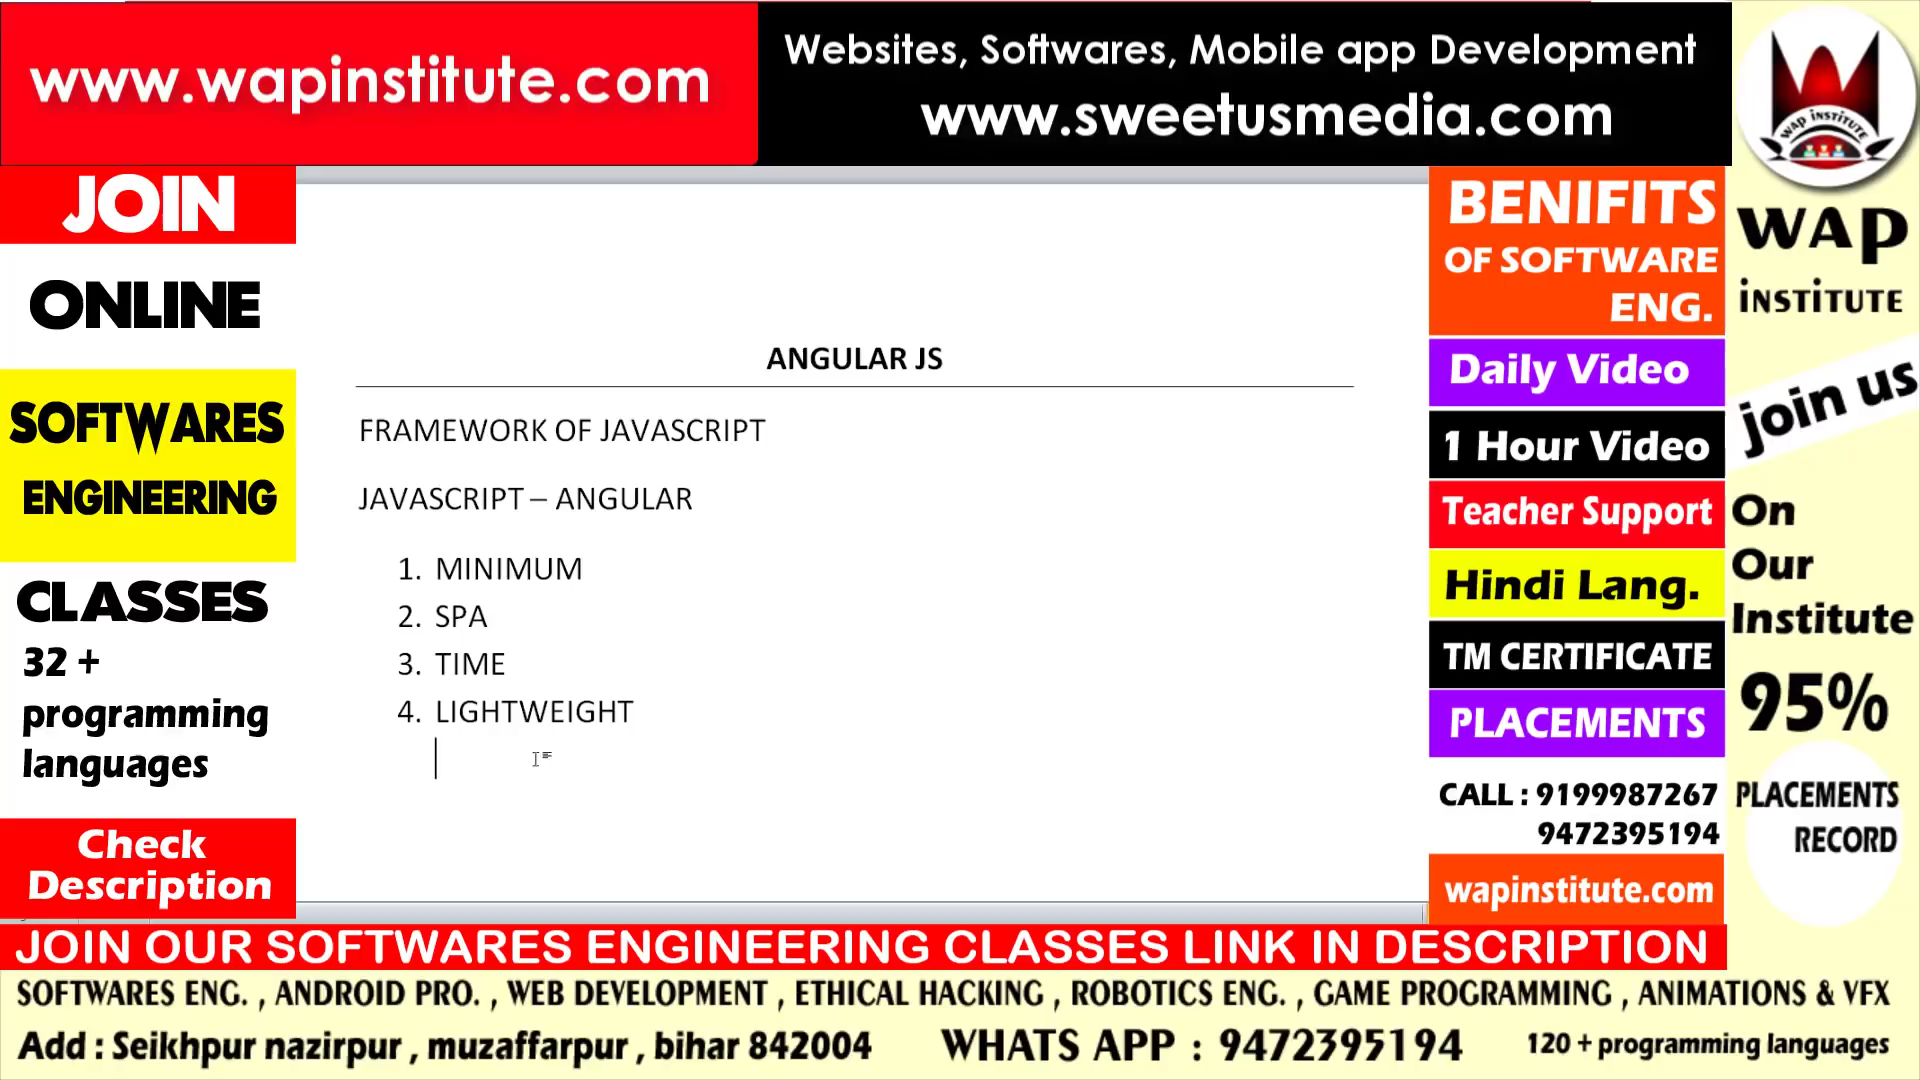 www.wapinstitute.com
Websites, Softwares, Mobile app Development
www.sweetusmedia.com
WAP INSTITUTE
WAP
INSTITUTE
join us
On
Our
Institute
95%
PLACEMENTS
RECORD
JOIN
ONLINE
SOFTWARES
ENGINEERING
CLASSES
32 +
programming
languages
Check
Description
ANGULAR JS
FRAMEWORK OF JAVASCRIPT
JAVASCRIPT – ANGULAR
1. MINIMUM
2. SPA
3. TIME
4. LIGHTWEIGHT
BENIFITS
OF SOFTWARE
ENG.
Daily Video
1 Hour Video
Teacher Support
Hindi Lang.
TM CERTIFICATE
PLACEMENTS
CALL : 9199987267
9472395194
wapinstitute.com
JOIN OUR SOFTWARES ENGINEERING CLASSES LINK IN DESCRIPTION
SOFTWARES ENG. , ANDROID PRO. , WEB DEVELOPMENT , ETHICAL HACKING , ROBOTICS ENG. , GAME PROGRAMMING , ANIMATIONS & VFX
Add : Seikhpur nazirpur , muzaffarpur , bihar 842004 WHATS APP : 9472395194 120 + programming languages